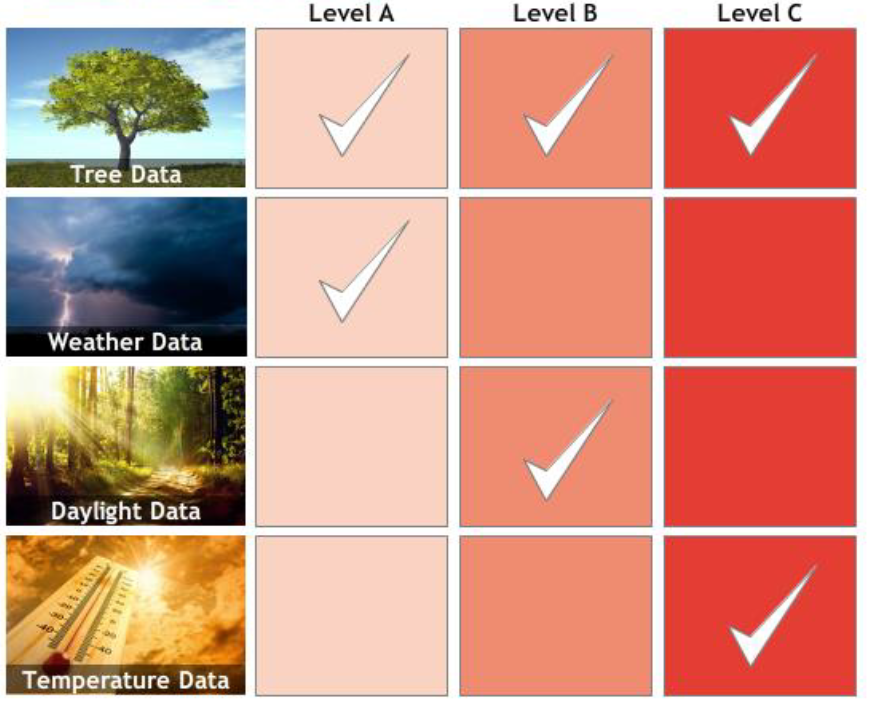 Level A
Level B
Level C
Tree Data
Weather Data
Daylight Data
Temperature Data